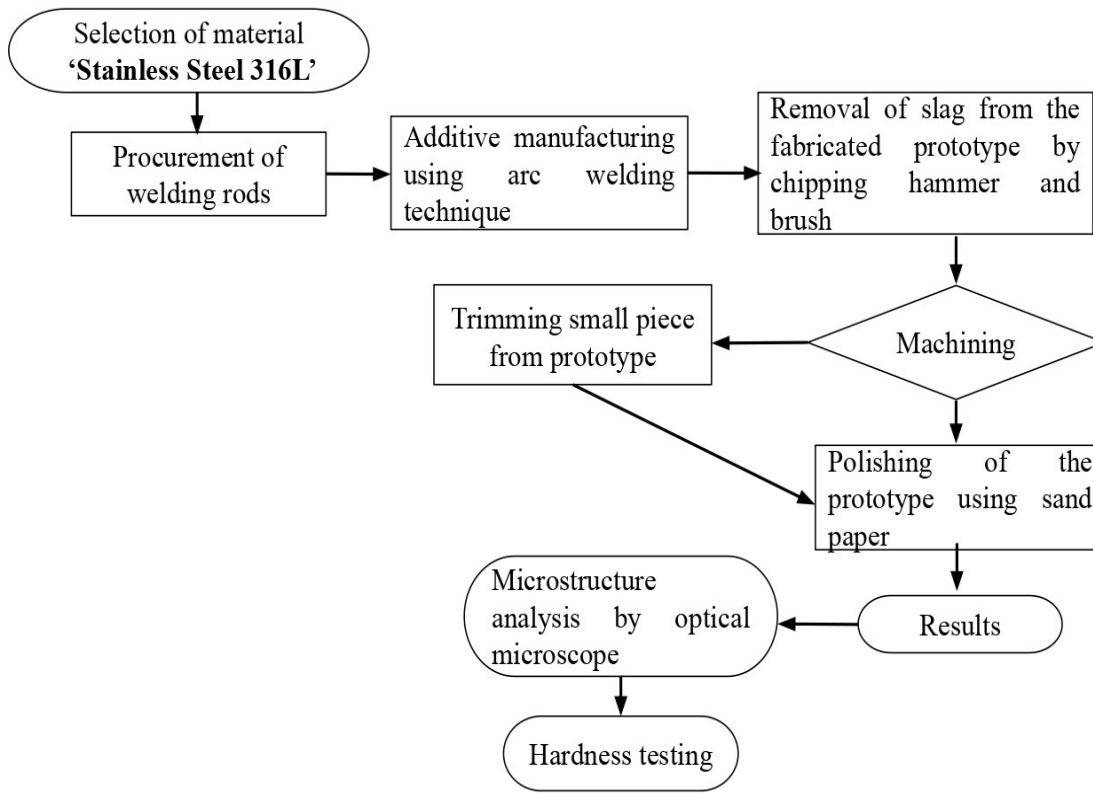 Selection of material
‘Stainless Steel 316L’
Procurement of
welding rods
Additive manufacturing
using arc welding
technique
Removal of slag from the
fabricated prototype by
chipping hammer and
brush
Machining
Trimming small piece
from prototype
Polishing of the
prototype using sand
paper
Results
Microstructure
analysis by optical
microscope
Hardness testing